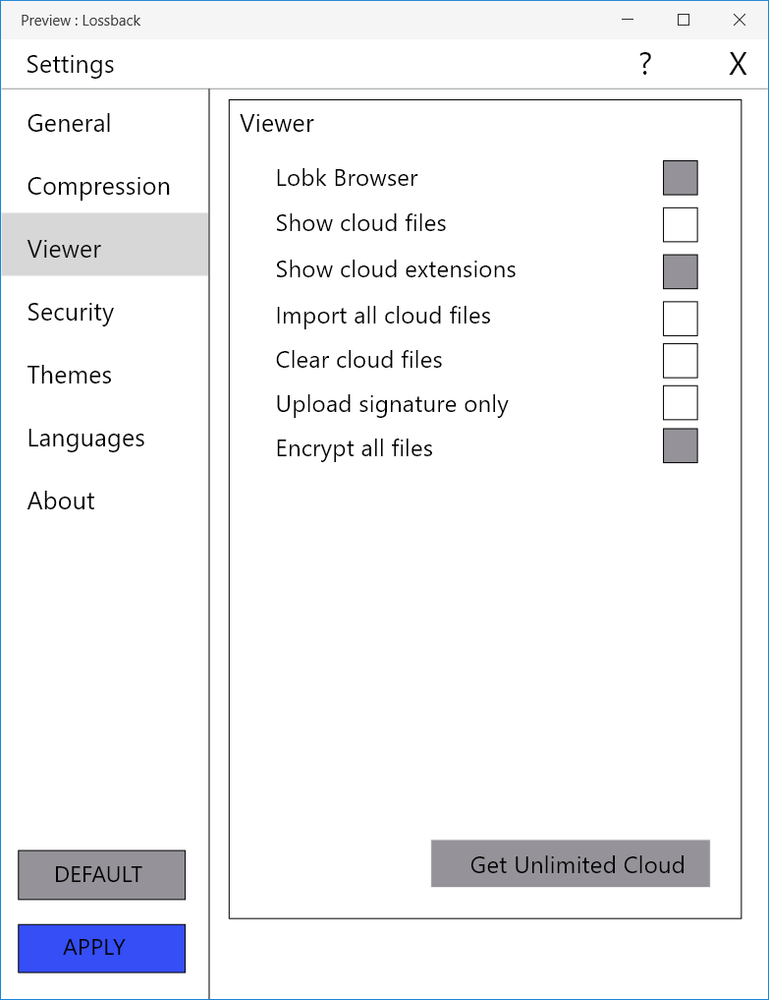 Preview : Lossback
Settings
?
X
General
Compression
Viewer
Security
Themes
Languages
About
DEFAULT
APPLY
Viewer
Lobk Browser
Show cloud files
Show cloud extensions
Import all cloud files
Clear cloud files
Upload signature only
Encrypt all files
Get Unlimited Cloud